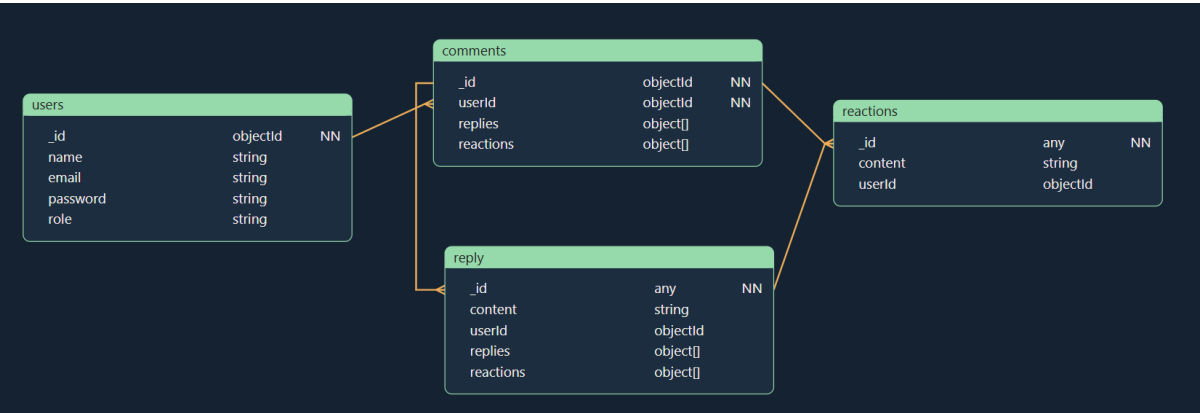 users
_id objectId NN
name string
email string
password string
role string
comments
_id objectId NN
userId objectId NN
replies object[]
reactions object[]
reply
_id any NN
content string
userId objectId
replies object[]
reactions object[]
reactions
_id any NN
content string
userId objectId